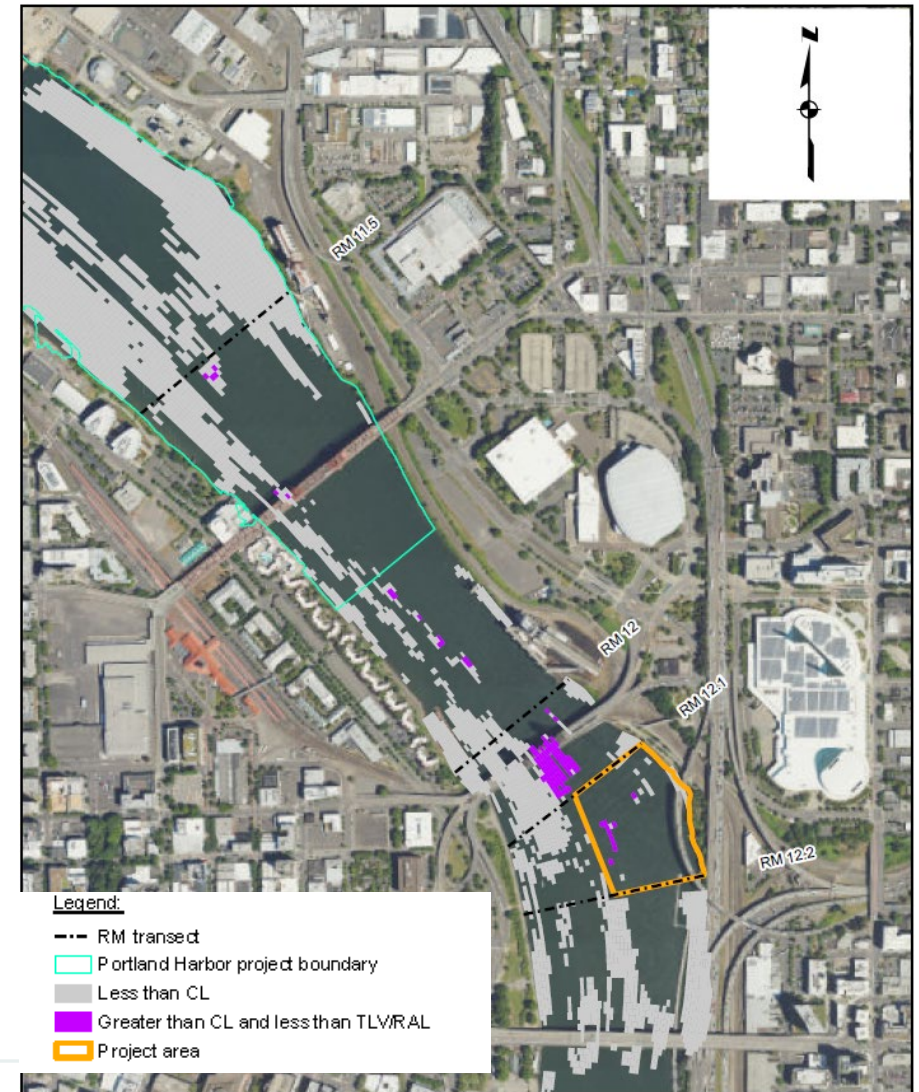 N
RM 11.5
RM 12
RM 12.1
RM 12.2
Legend:
RM transect
Portland Harbor project boundary
Less than CL
Greater than CL and less than TLV/RAL
Project area